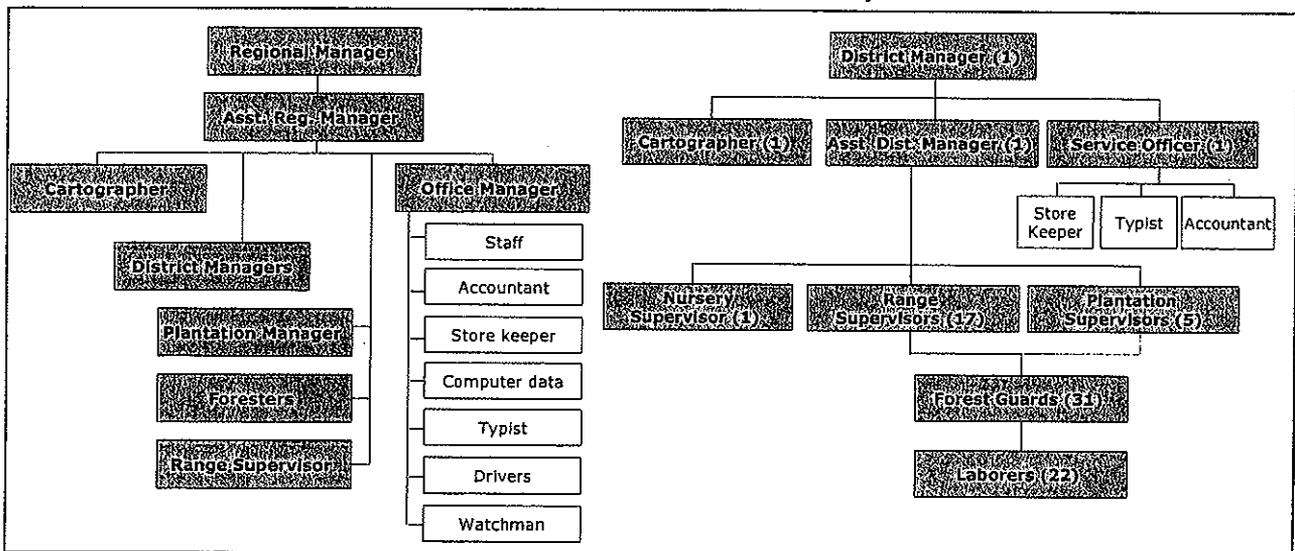 Regional Manager
Asst. Reg. Manager
Cartographer
Office Manager
District Managers
Plantation Manager
Foresters
Range Supervisor
Staff
Accountant
Store keeper
Computer data
Typist
Drivers
Watchman
District Manager (1)
Cartographer (1)
Asst. Dist. Manager (1)
Service Officer (1)
Store
Keeper
Typist
Accountant
Nursery
Supervisor (1)
Range
Supervisors (17)
Plantation
Supervisors (5)
Forest Guards (31)
Laborers (22)